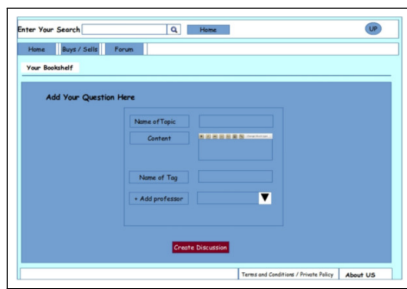 Enter Your Search Home UP
Home Buys / Sells Forum
Your Bookshelf
Add Your Question Here
Name of Topic
Content
Name of Tag
+ Add professor
Create Discussion
Terms and Conditions / Private Policy About US